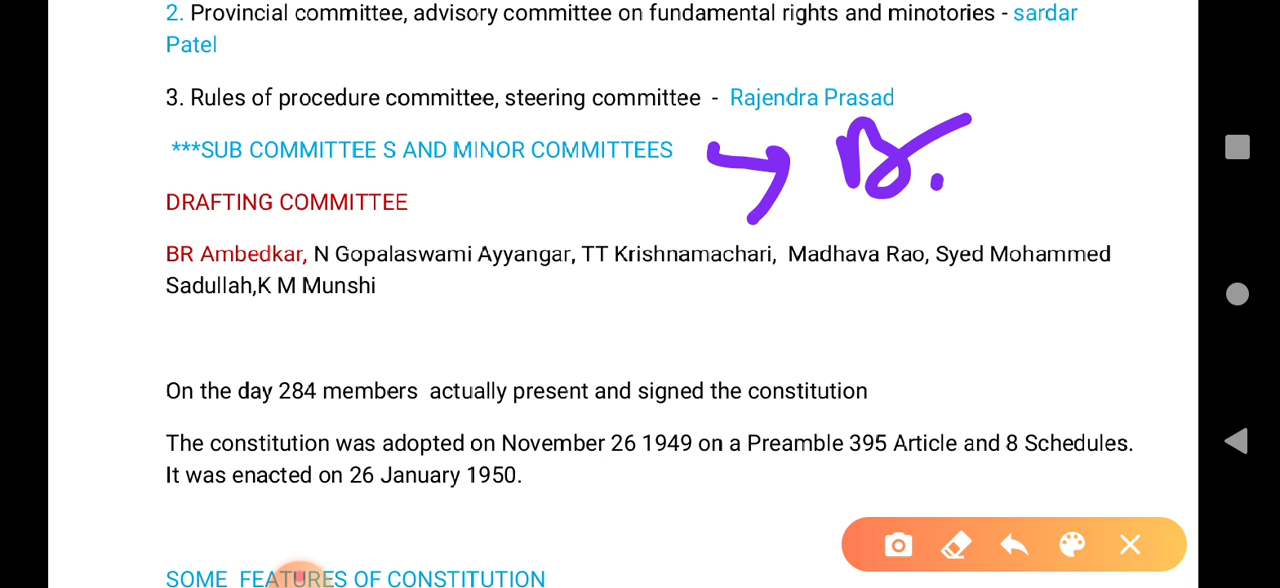 2. Provincial committee, advisory committee on fundamental rights and minotories - sardar
Patel
3. Rules of procedure committee, steering committee - Rajendra Prasad
***SUB COMMITTEE S AND MINOR COMMITTEES
DRAFTING COMMITTEE
BR Ambedkar, N Gopalaswami Ayyangar, TT Krishnamachari, Madhava Rao, Syed Mohammed
Sadullah,K M Munshi
On the day 284 members actually present and signed the constitution
The constitution was adopted on November 26 1949 on a Preamble 395 Article and 8 Schedules.
It was enacted on 26 January 1950.
SOME FEATURES OF CONSTITUTION